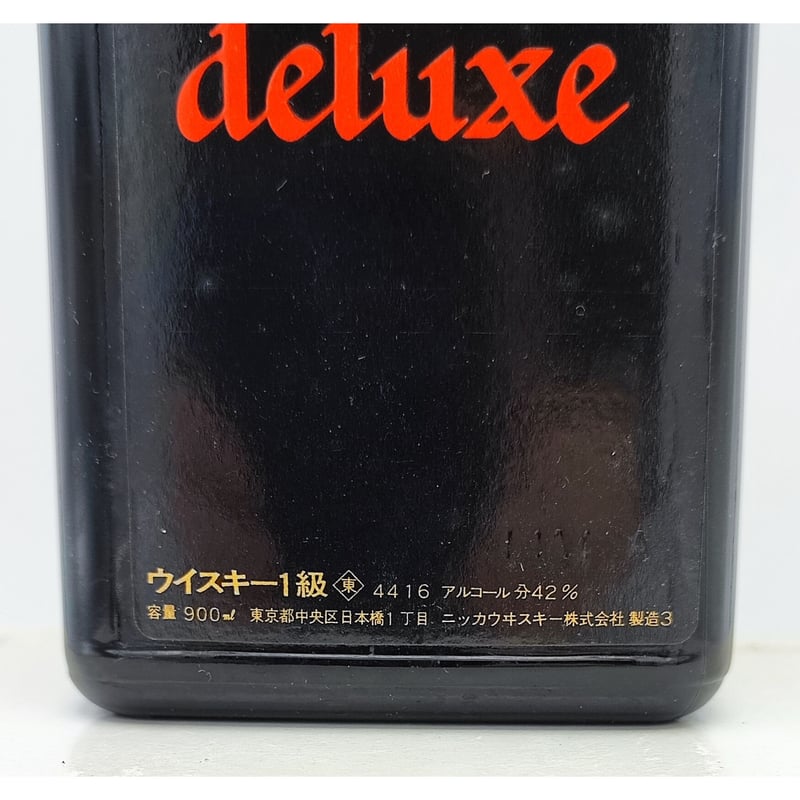 deluxe
ウイスキー1級 東 4416 アルコール分42%
容量 900ml 東京都中央区日本橋1丁目 ニッカウヰスキー株式会社 製造3